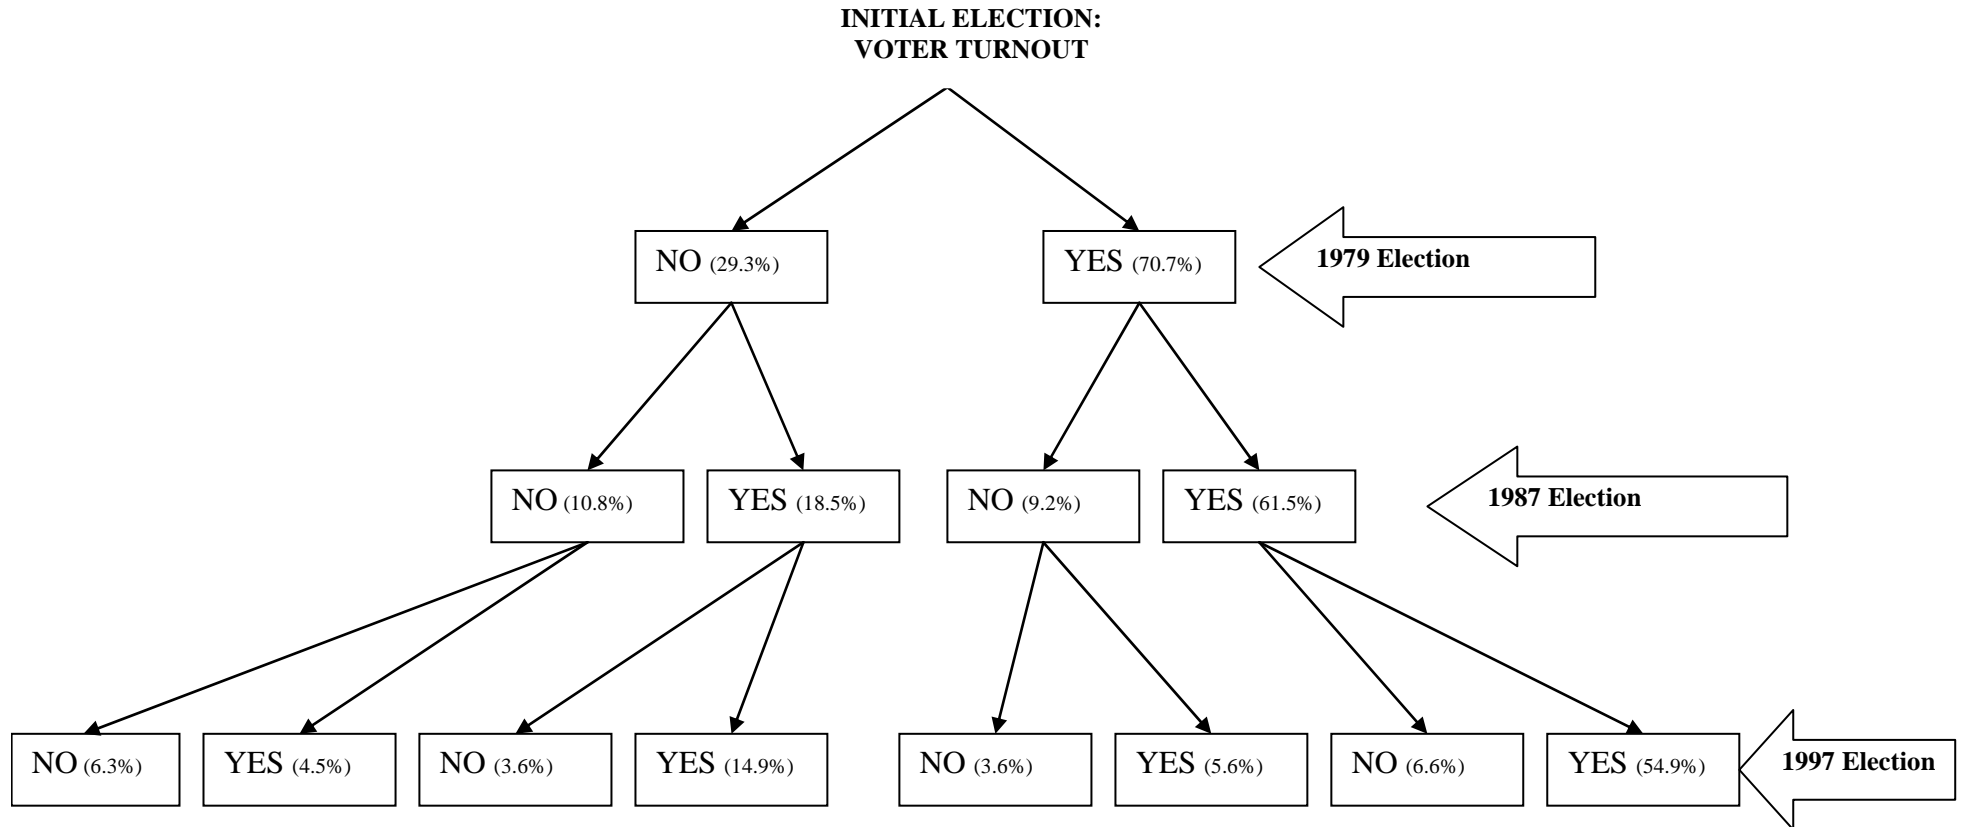 INITIAL ELECTION:
VOTER TURNOUT
NO (29.3%)
YES (70.7%)
1979 Election
NO (10.8%)
YES (18.5%)
NO (9.2%)
YES (61.5%)
1987 Election
NO (6.3%)
YES (4.5%)
NO (3.6%)
YES (14.9%)
NO (3.6%)
YES (5.6%)
NO (6.6%)
YES (54.9%)
1997 Election